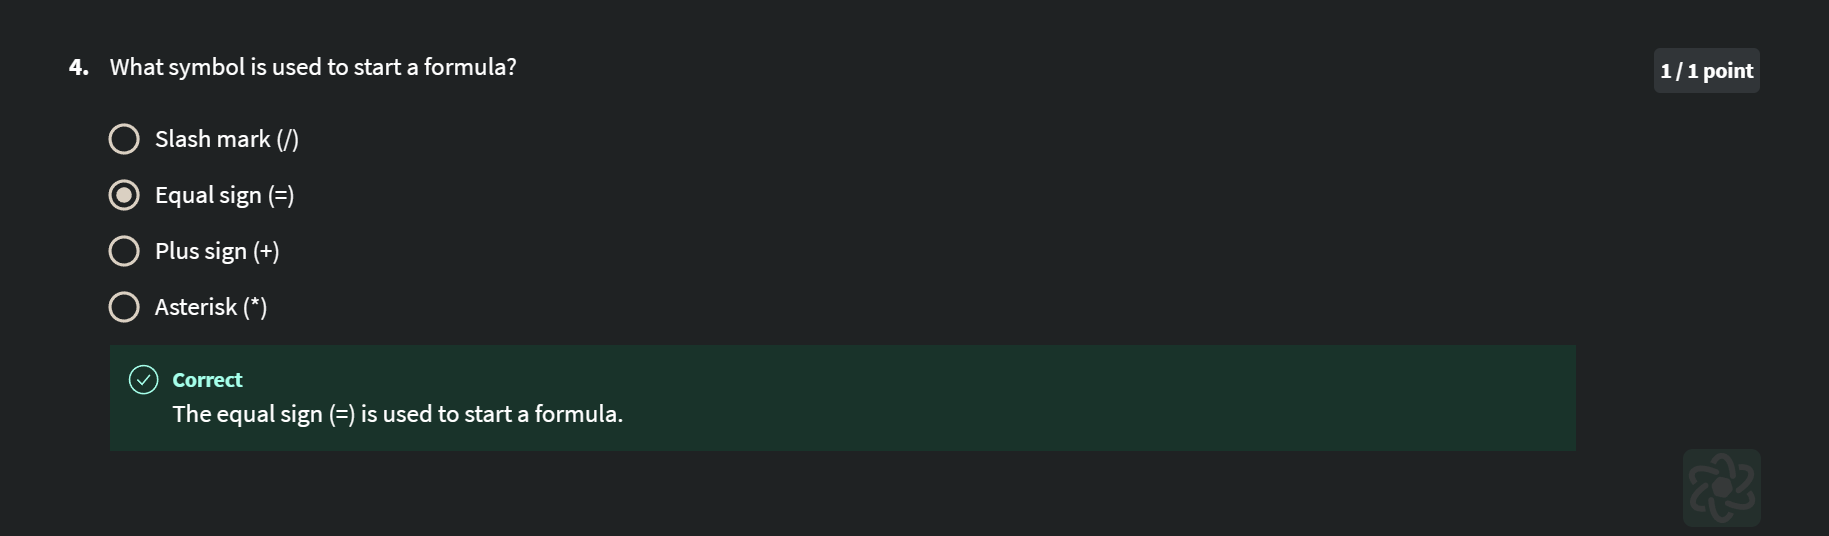 4. What symbol is used to start a formula?
1 / 1 point
Slash mark (/)
Equal sign (=)
Plus sign (+)
Asterisk (*)
Correct
The equal sign (=) is used to start a formula.